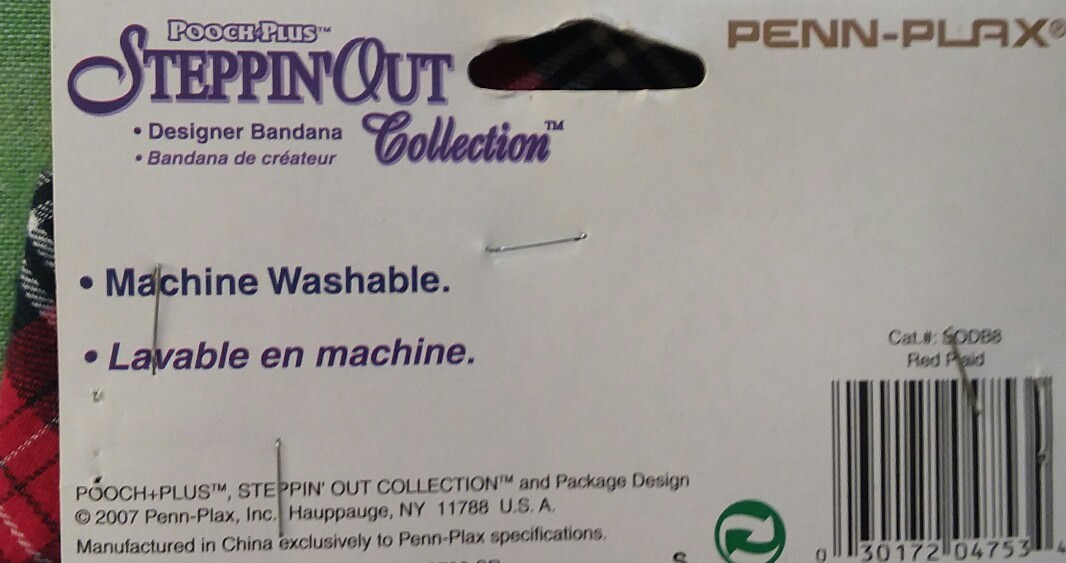 POOCH+PLUS™
STEPPIN' OUT
Collection™
• Designer Bandana
• Bandana de créateur
PENN-PLAX®
• Machine Washable.
• Lavable en machine.
Cat.#: SODB8
Red Plaid
POOCH+PLUS™, STEPPIN' OUT COLLECTION™ and Package Design
© 2007 Penn-Plax, Inc. Hauppauge, NY 11788 U.S. A.
Manufactured in China exclusively to Penn-Plax specifications.
0 30172 04753 4